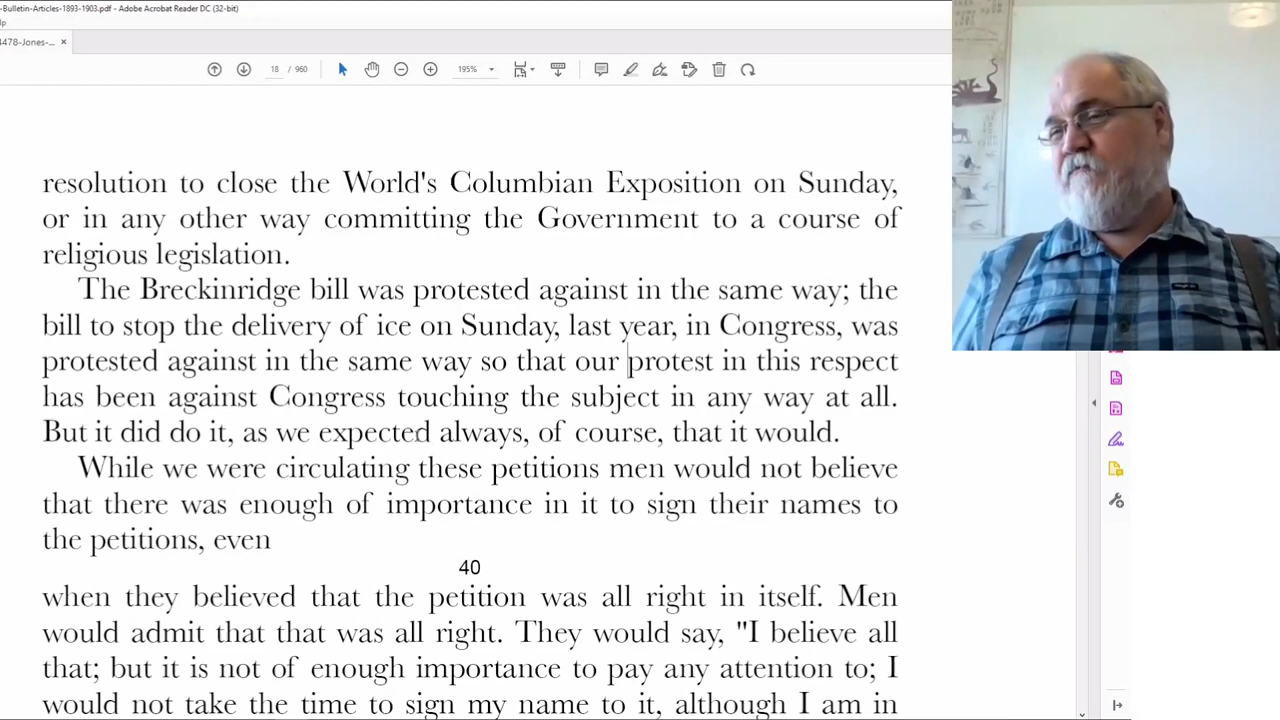 -Bulletin-Articles-1893-1903.pdf - Adobe Acrobat Reader DC (32-bit)
lp
4478-Jones-... ×
18 / 960
195%
resolution to close the World's Columbian Exposition on Sunday,
or in any other way committing the Government to a course of
religious legislation.
The Breckinridge bill was protested against in the same way; the
bill to stop the delivery of ice on Sunday, last year, in Congress, was
protested against in the same way so that our protest in this respect
has been against Congress touching the subject in any way at all.
But it did do it, as we expected always, of course, that it would.
While we were circulating these petitions men would not believe
that there was enough of importance in it to sign their names to
the petitions, even
40
when they believed that the petition was all right in itself. Men
would admit that that was all right. They would say, "I believe all
that; but it is not of enough importance to pay any attention to; I
would not take the time to sign my name to it, although I am in